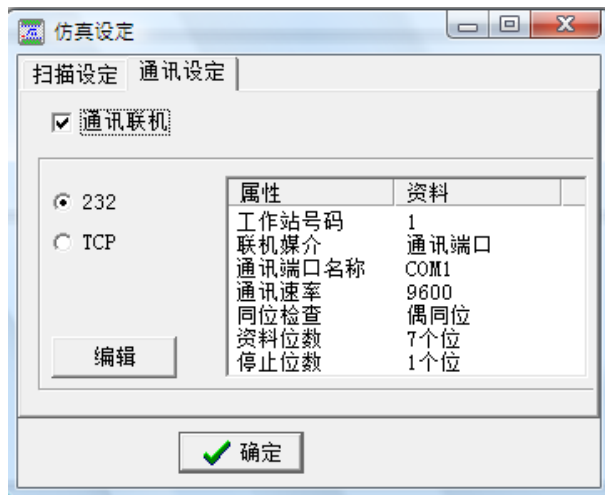 仿真设定
扫描设定 通讯设定
通讯联机
232
TCP
属性 资料
工作站号码 1
联机媒介 通讯端口
通讯端口名称 COM1
通讯速率 9600
同位检查 偶同位
资料位数 7个位
停止位数 1个位
编辑
确定